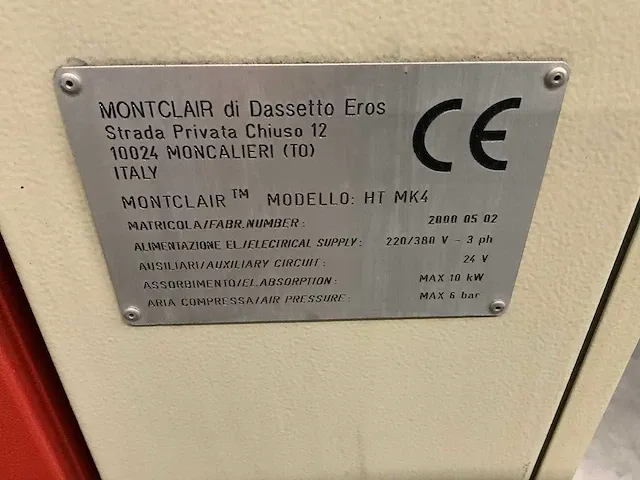 MONTCLAIR di Dassetto Eros
Strada Privata Chiuso 12
10024 MONCALIERI (TO)
ITALY
CE
MONTCLAIR™ MODELLO: HT MK4
MATRICOLA/FABR.NUMBER: 2000 05 02
ALIMENTAZIONE EL./ELECTRICAL SUPPLY: 220/380 V - 3 ph
AUSILIARI/AUXILIARY CIRCUIT: 24 V
ASSORBIMENTO/EL.ABSORPTION: MAX 10 kW
ARIA COMPRESSA/AIR PRESSURE: MAX 6 bar